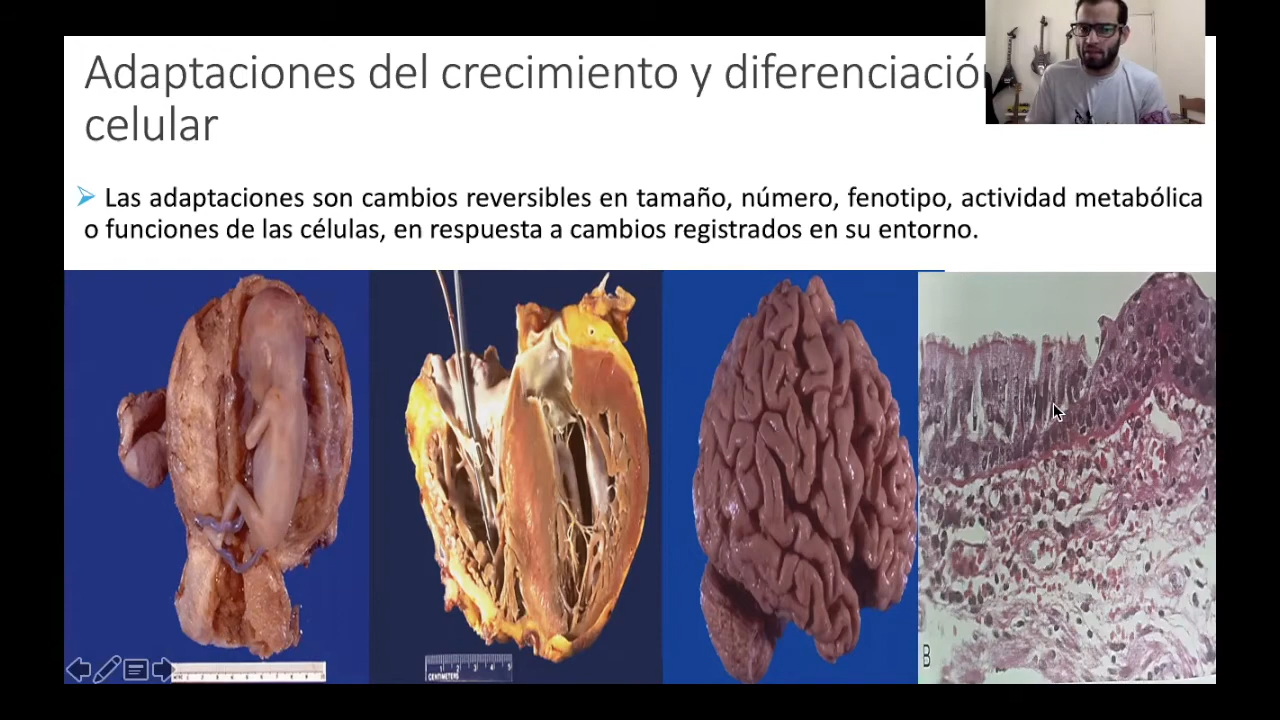 Adaptaciones del crecimiento y diferenciación
celular
Las adaptaciones son cambios reversibles en tamaño, número, fenotipo, actividad metabólica
o funciones de las células, en respuesta a cambios registrados en su entorno.
CENTIMETERS
B